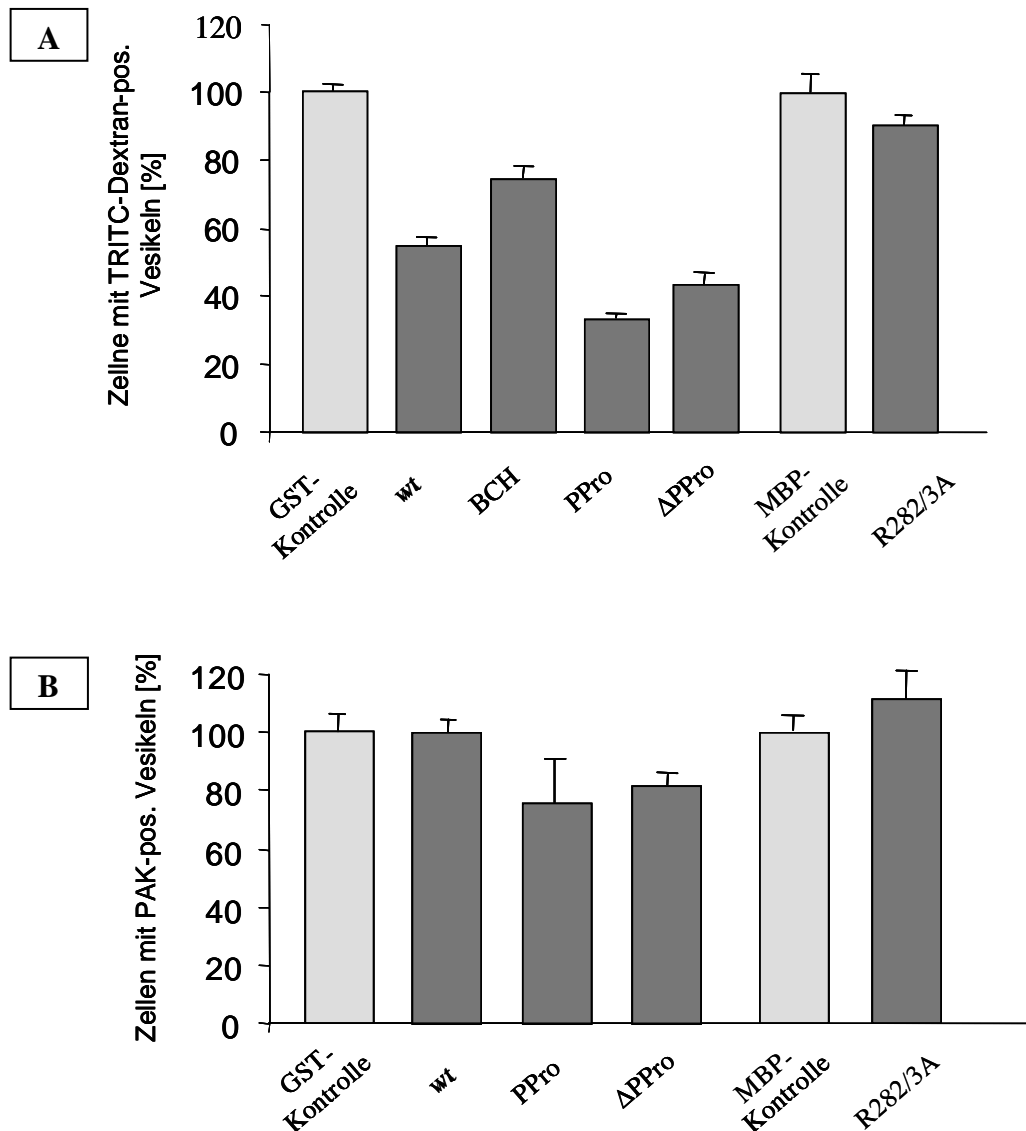 A
Zellne mit TRITC-Dextran-pos.
Vesikeln [%]
120
100
80
60
40
20
0
GST-
Kontrolle
wt
BCH
PPro
ΔPPro
MBP-
Kontrolle
R282/3A
B
Zellen mit PAK-pos. Vesikeln [%]
120
100
80
60
40
20
0
GST-
Kontrolle
wt
PPro
ΔPPro
MBP-
Kontrolle
R282/3A